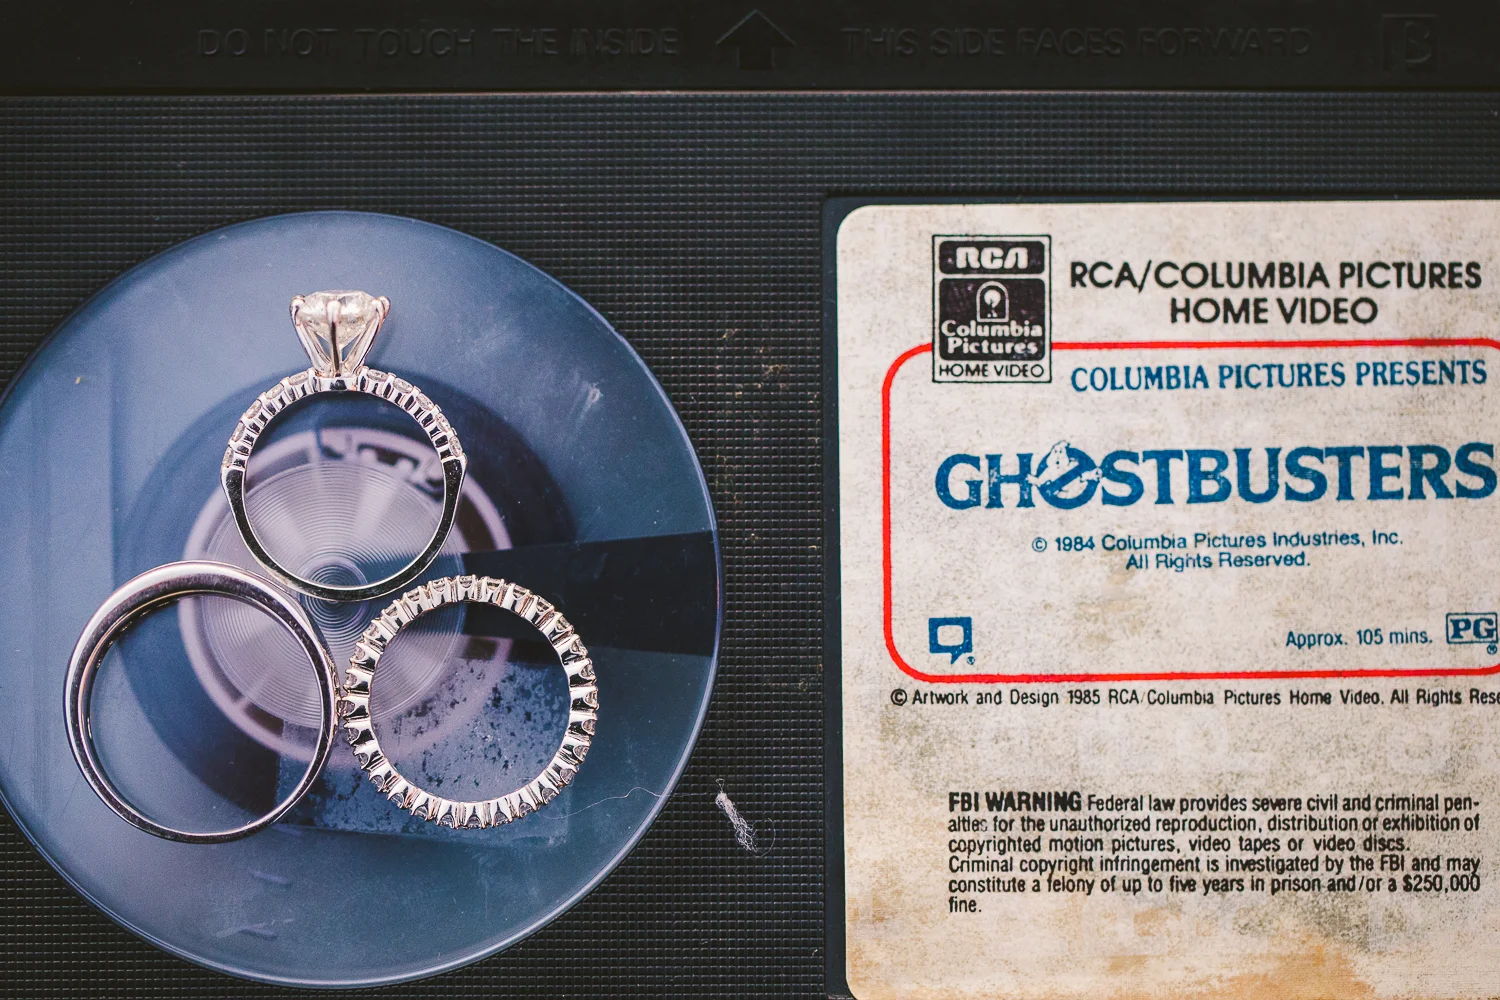 DO NOT TOUCH THE INSIDE THIS SIDE FACES FORWARD B
RCA
Columbia
Pictures
HOME VIDEO
RCA/COLUMBIA PICTURES
HOME VIDEO
COLUMBIA PICTURES PRESENTS
GHOSTBUSTERS
© 1984 Columbia Pictures Industries, Inc.
All Rights Reserved.
Approx. 105 mins. PG
®
®
© Artwork and Design 1985 RCA/Columbia Pictures Home Video. All Rights Rese
FBI WARNING Federal law provides severe civil and criminal pen-
alties for the unauthorized reproduction, distribution or exhibition of
copyrighted motion pictures, video tapes or video discs.
Criminal copyright infringement is investigated by the FBI and may
constitute a felony of up to five years in prison and/or a $250,000
fine.